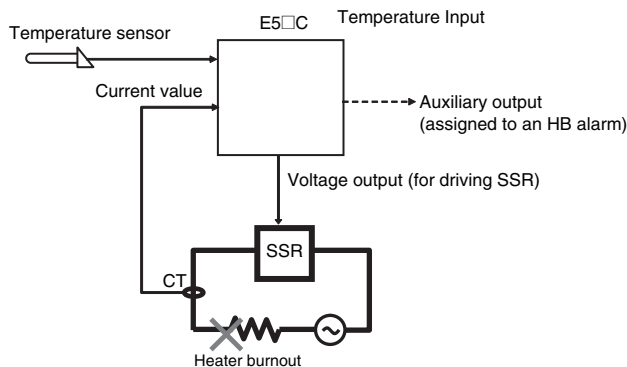 E5□C
Temperature Input
Temperature sensor
Current value
Auxiliary output
(assigned to an HB alarm)
Voltage output (for driving SSR)
SSR
CT
Heater burnout